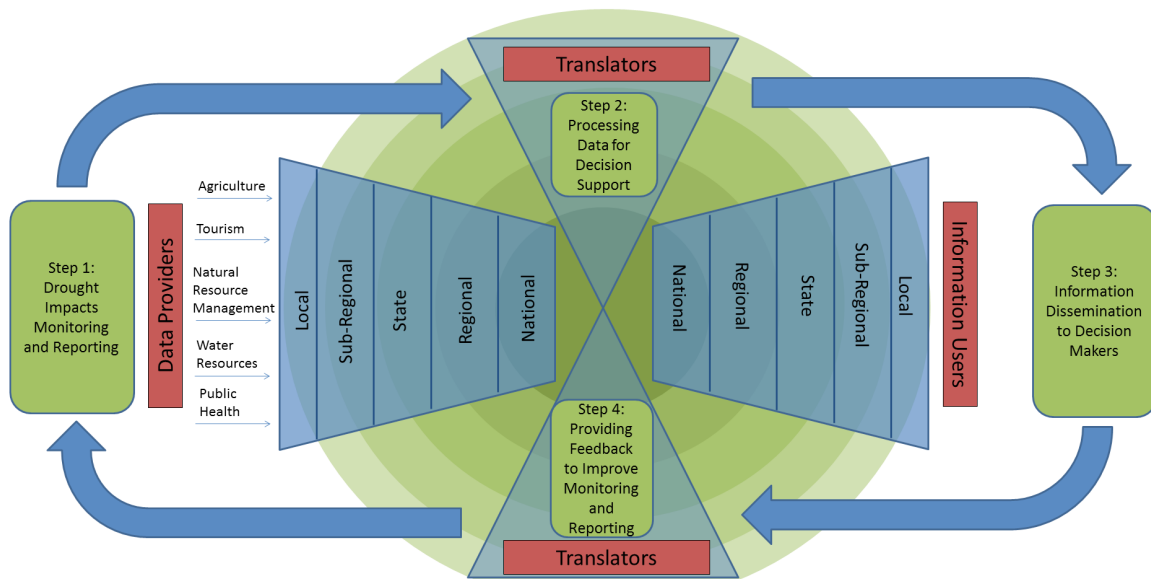 Translators
Step 2:
Processing
Data for
Decision
Support
Step 1:
Drought
Impacts
Monitoring
and Reporting
Data Providers
Agriculture
Tourism
Natural
Resource
Management
Water
Resources
Public
Health
Local
Sub-Regional
State
Regional
National
National
Regional
State
Sub-Regional
Local
Information Users
Step 3:
Information
Dissemination
to Decision
Makers
Step 4:
Providing
Feedback
to Improve
Monitoring
and
Reporting
Translators